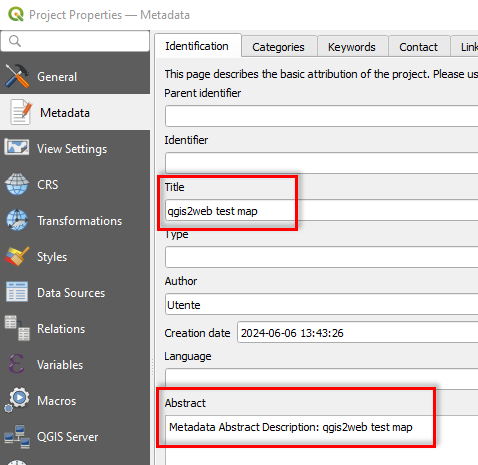 Project Properties — Metadata
General
Metadata
View Settings
CRS
Transformations
Styles
Data Sources
Relations
Variables
Macros
QGIS Server
Identification Categories Keywords Contact
This page describes the basic attribution of the project. Please
Parent identifier
Identifier
Title
qgis2web test map
Type
Author
Utente
Creation date 2024-06-06 13:43:26
Language
Abstract
Metadata Abstract Description: qgis2web test map